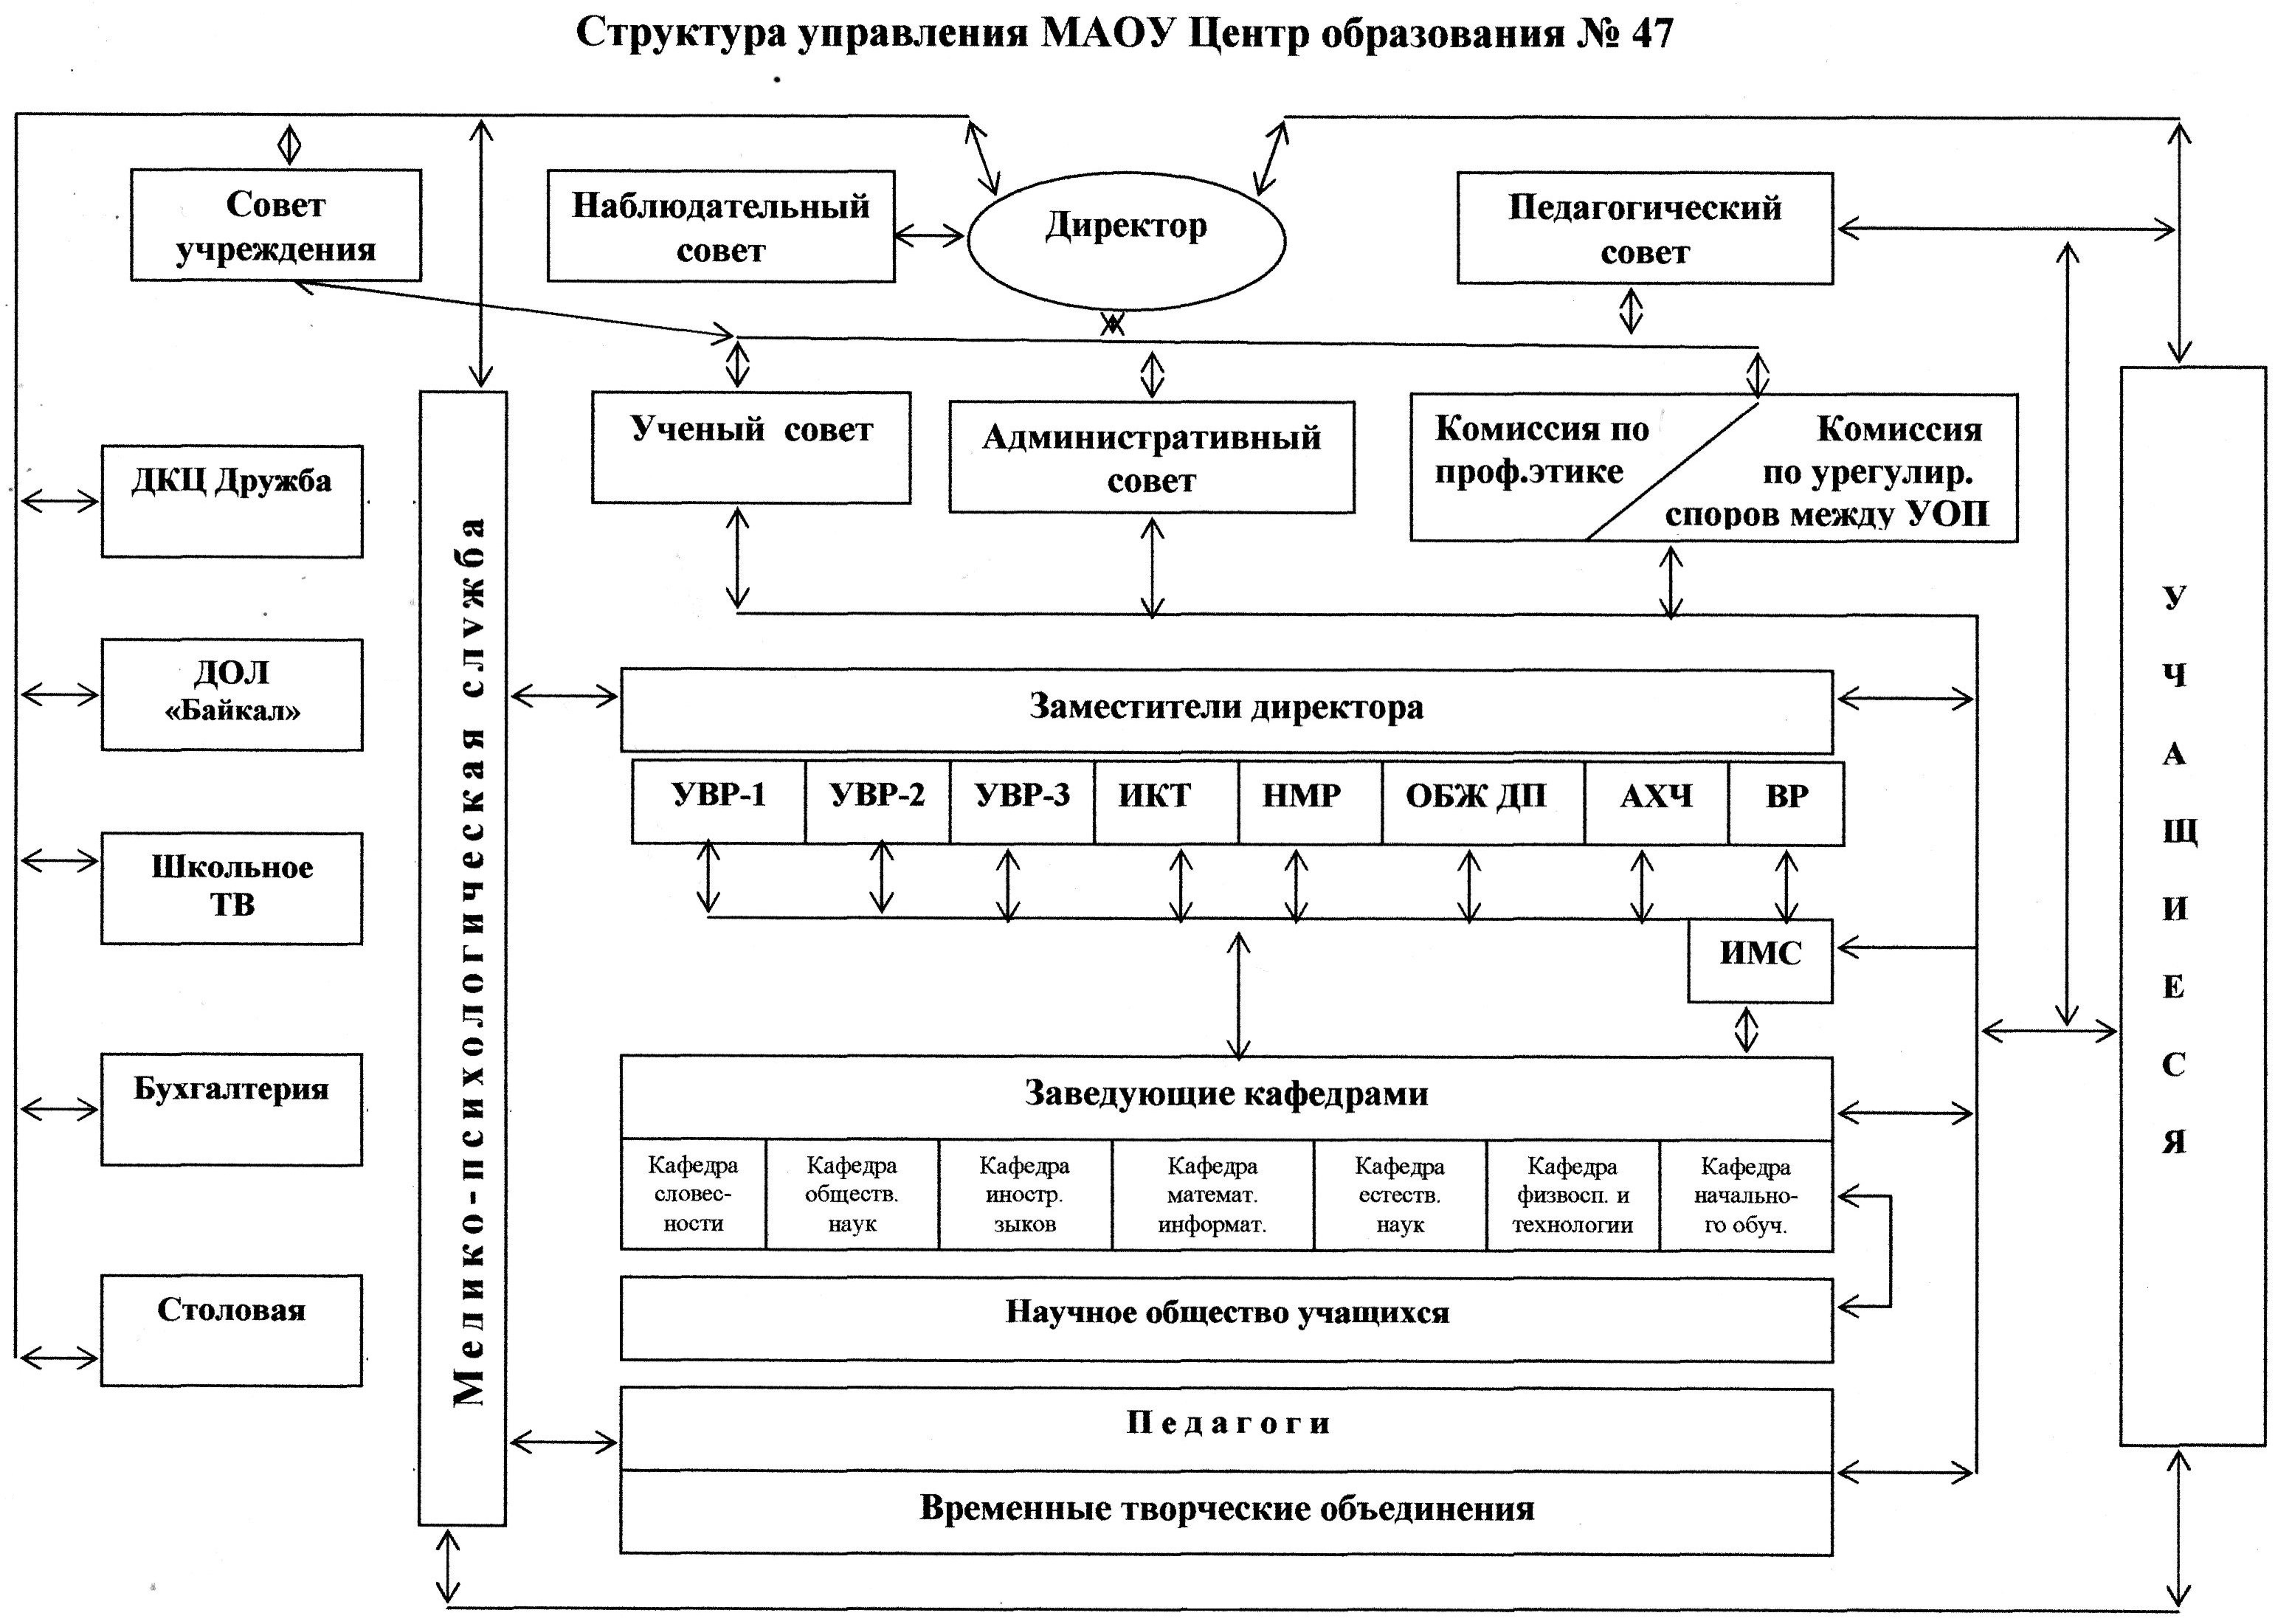 Структура управления МАОУ Центр образования № 47
Совет
учреждения
Наблюдательный
совет
Директор
Педагогический
совет
Ученый совет
Административный
совет
Комиссия по
проф.этике
Комиссия
по урегулир.
споров между УОП
ДКЦ Дружба
ДОЛ
«Байкал»
Школьное
ТВ
Бухгалтерия
Столовая
Медико-психологическая служба
Заместители директора
УВР-1
УВР-2
УВР-3
ИКТ
НМР
ОБЖ ДП
АХЧ
ВР
ИМС
Заведующие кафедрами
Кафедра
словес-
ности
Кафедра
обществ.
наук
Кафедра
иностр.
зыков
Кафедра
математ.
информат.
Кафедра
естеств.
наук
Кафедра
физвосп. и
технологии
Кафедра
начально-
го обуч.
Научное общество учащихся
Педагоги
Временные творческие объединения
УЧАЩИЕСЯ